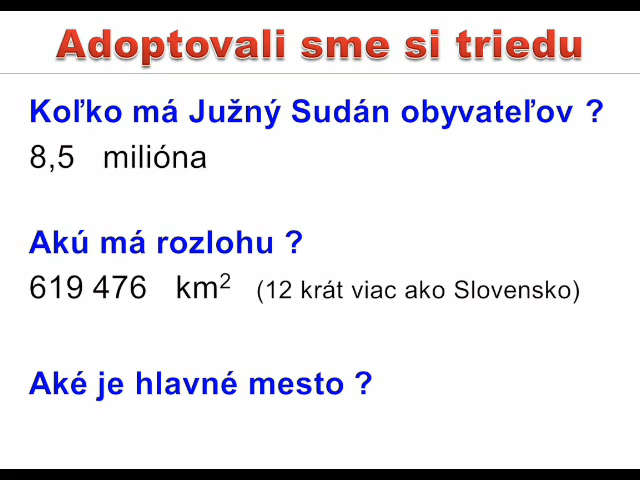 Adoptovali sme si triedu
Koľko má Južný Sudán obyvateľov ?
8,5 milióna
Akú má rozlohu ?
619 476 km² (12 krát viac ako Slovensko)
Aké je hlavné mesto ?